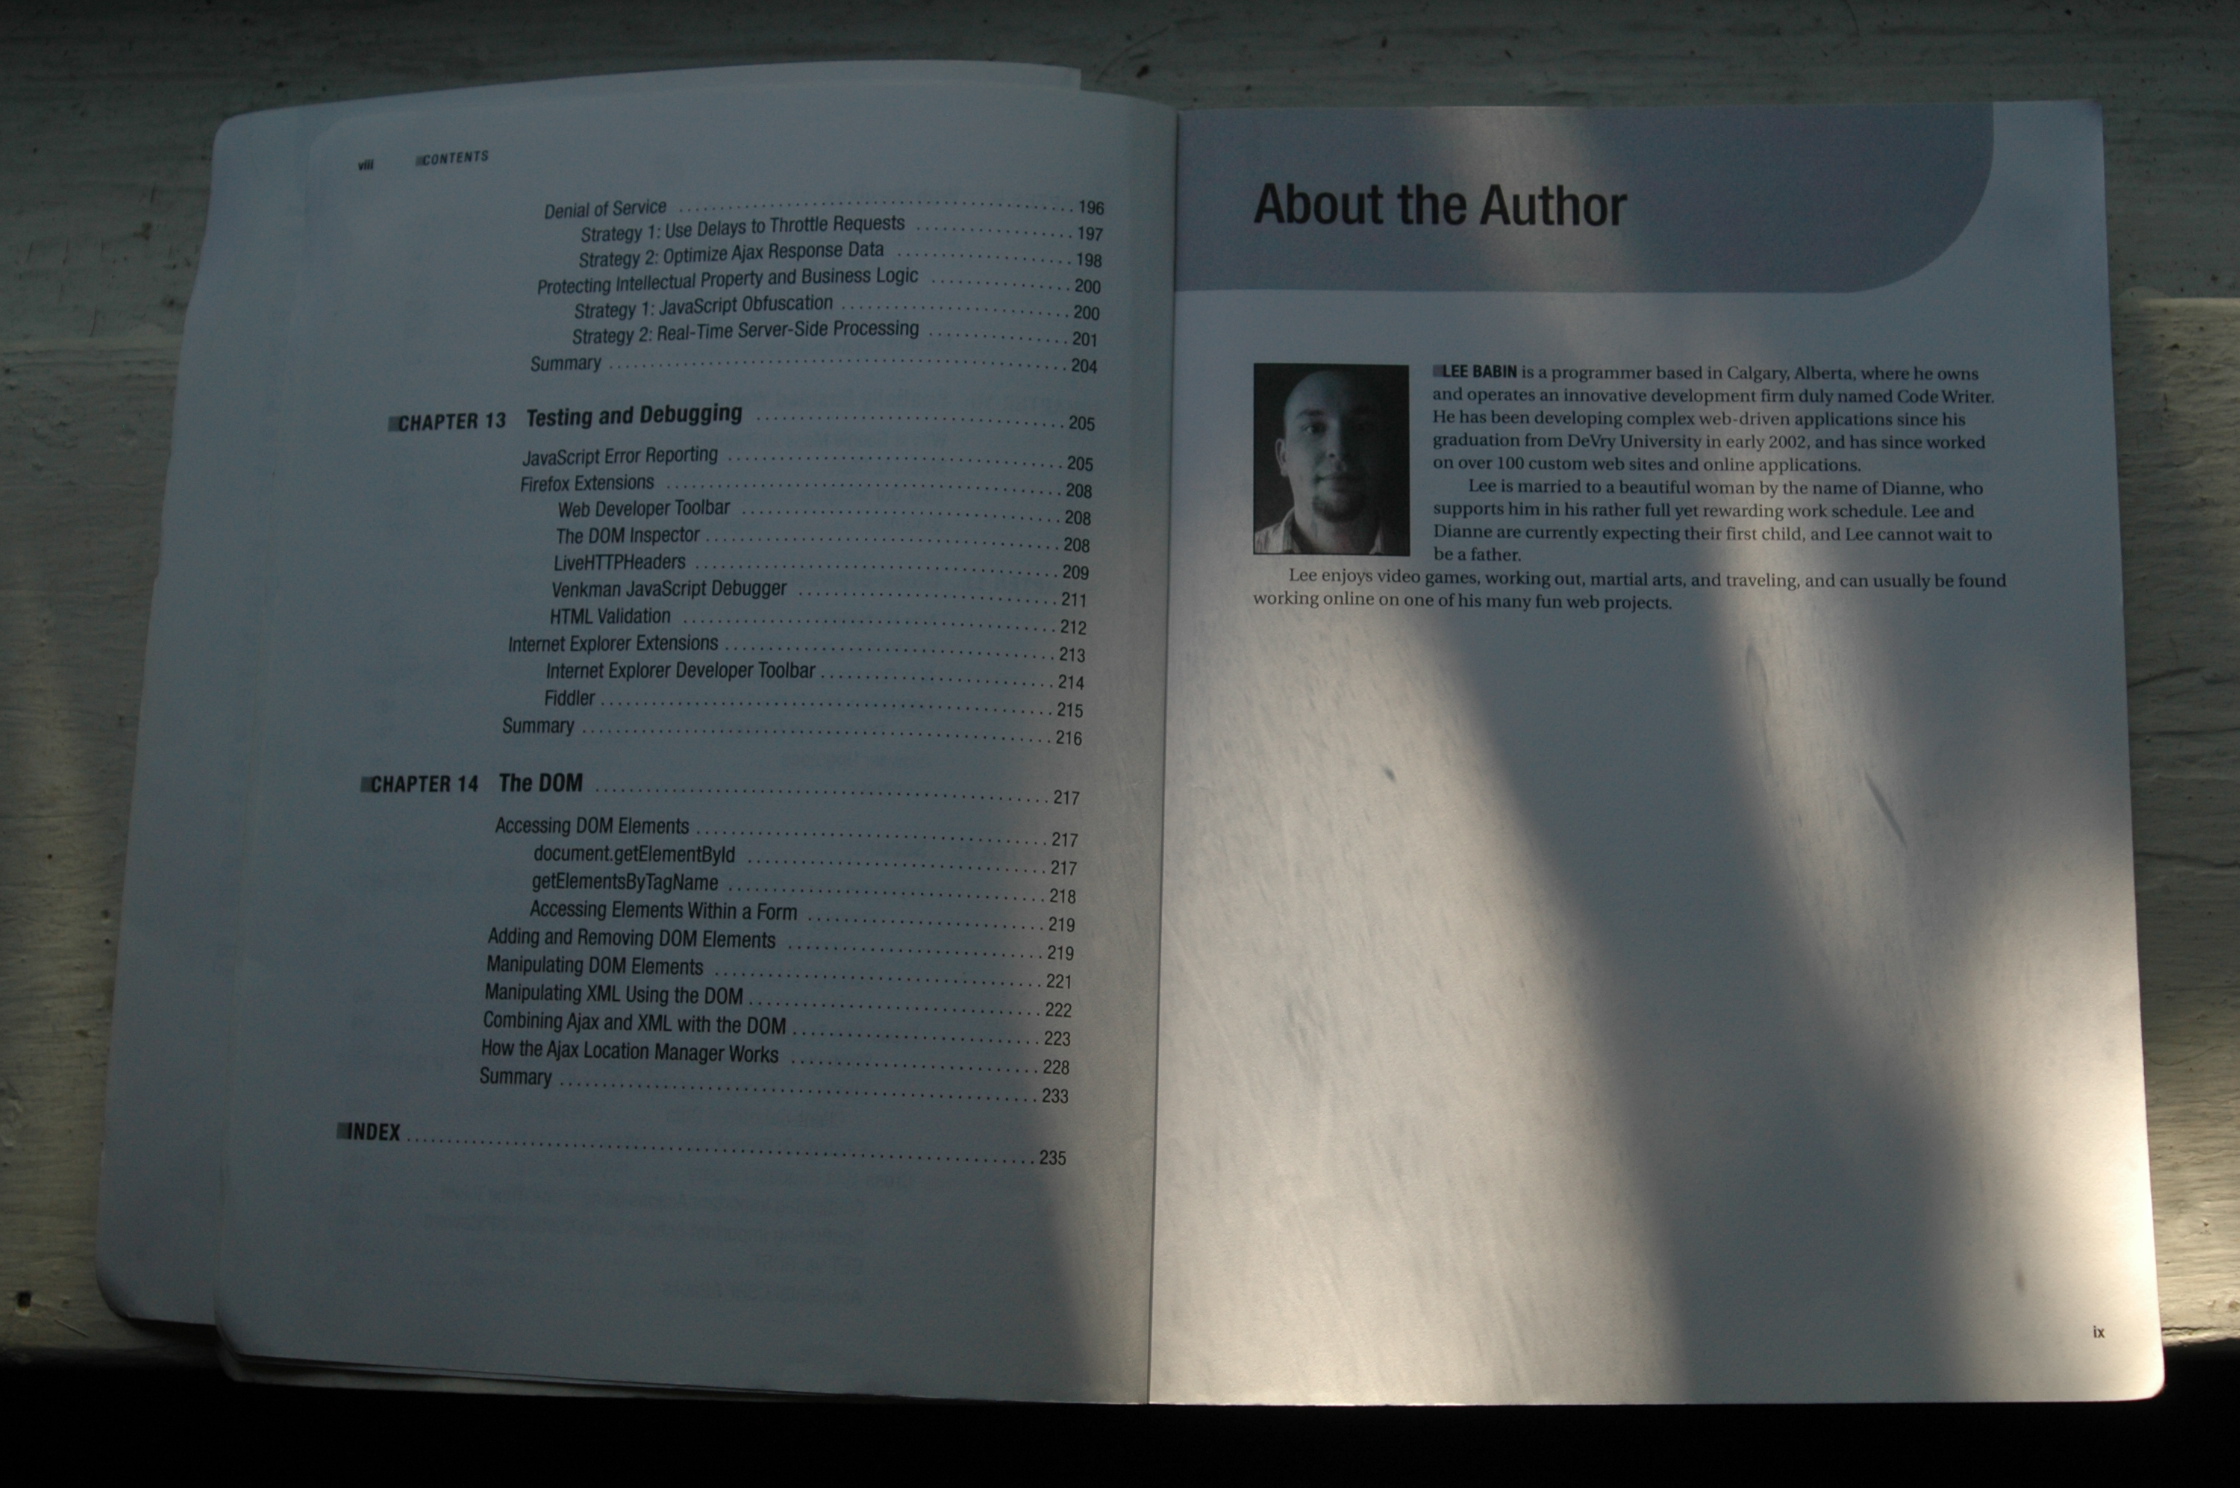 viii CONTENTS
Denial of Service 196
Strategy 1: Use Delays to Throttle Requests 197
Strategy 2: Optimize Ajax Response Data 198
Protecting Intellectual Property and Business Logic 200
Strategy 1: JavaScript Obfuscation 200
Strategy 2: Real-Time Server-Side Processing 201
Summary 204
CHAPTER 13 Testing and Debugging 205
JavaScript Error Reporting 205
Firefox Extensions 208
Web Developer Toolbar 208
The DOM Inspector 208
LiveHTTPHeaders 209
Venkman JavaScript Debugger 211
HTML Validation 212
Internet Explorer Extensions 213
Internet Explorer Developer Toolbar 214
Fiddler 215
Summary 216
CHAPTER 14 The DOM 217
Accessing DOM Elements 217
document.getElementById 217
getElementsByTagName 218
Accessing Elements Within a Form 219
Adding and Removing DOM Elements 219
Manipulating DOM Elements 221
Manipulating XML Using the DOM 222
Combining Ajax and XML with the DOM 223
How the Ajax Location Manager Works 228
Summary 233
INDEX 235
About the Author
LEE BABIN is a programmer based in Calgary, Alberta, where he owns
and operates an innovative development firm duly named Code Writer.
He has been developing complex web-driven applications since his
graduation from DeVry University in early 2002, and has since worked
on over 100 custom web sites and online applications.
Lee is married to a beautiful woman by the name of Dianne, who
supports him in his rather full yet rewarding work schedule. Lee and
Dianne are currently expecting their first child, and Lee cannot wait to
be a father.
Lee enjoys video games, working out, martial arts, and traveling, and can usually be found
working online on one of his many fun web projects.
ix